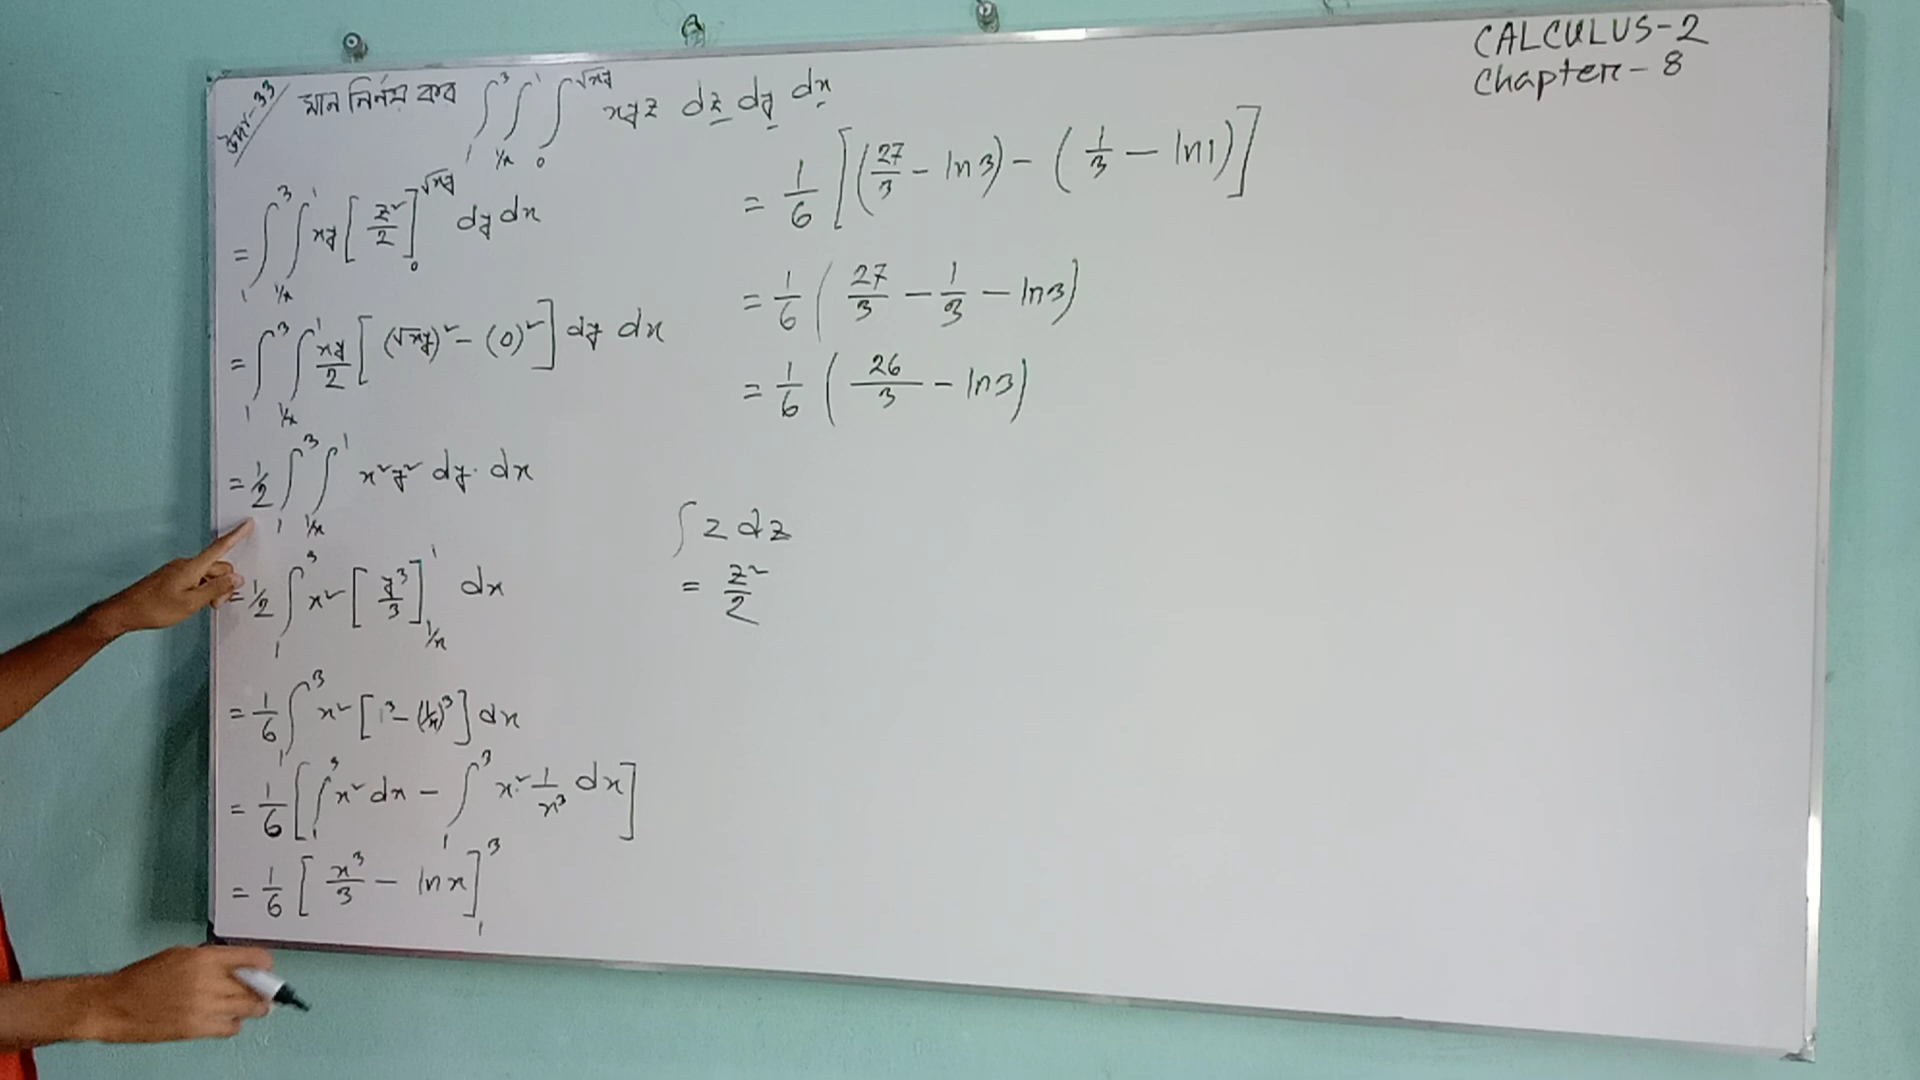 CALCULUS-2
Chapter-8
উদা-33 মান নির্নয় কর ∫₁³ ∫_{1/x}^1 ∫₀^{√xy} xyz dz dy dx
= ∫₁³ ∫_{1/x}^1 xy [z²/2]₀^{√xy} dy dx
= ∫₁³ ∫_{1/x}^1 xy/2 [(√xy)² - (0)²] dy dx
= 1/2 ∫₁³ ∫_{1/x}^1 x²y² dy. dx
= 1/2 ∫₁³ x² [y³/3]_{1/x}^1 dx
= 1/6 ∫₁³ x² [1³ - (1/x)³] dx
= 1/6 [∫₁³ x² dx - ∫₁³ x². 1/x³ dx]
= 1/6 [x³/3 - ln x]₁³
= 1/6 [(27/3 - ln3) - (1/3 - ln1)]
= 1/6 (27/3 - 1/3 - ln3)
= 1/6 (26/3 - ln3)
∫ z dz
= z²/2